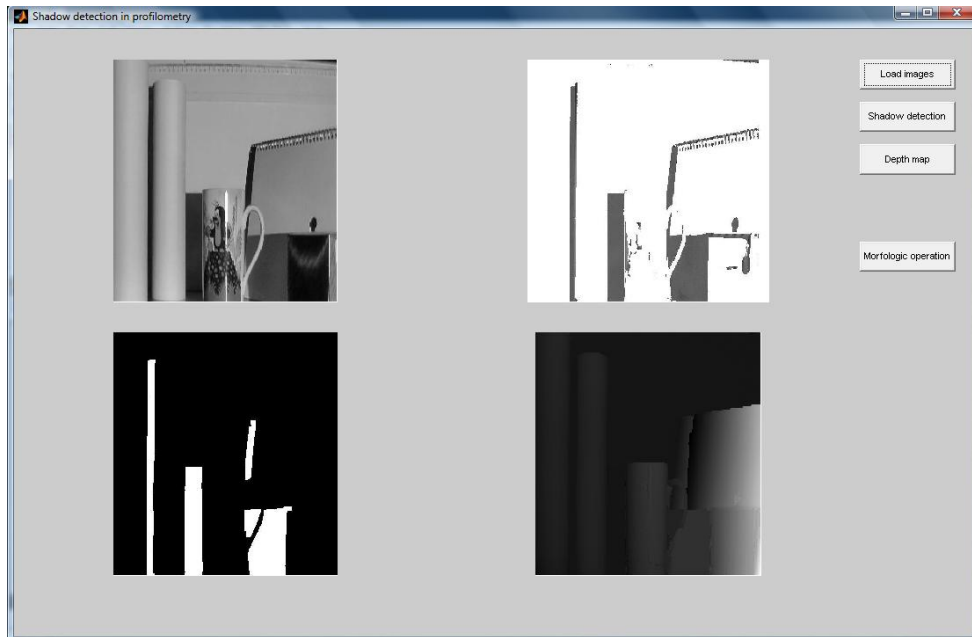 Shadow detection in profilometry
Load images
Shadow detection
Depth map
Morfologic operation